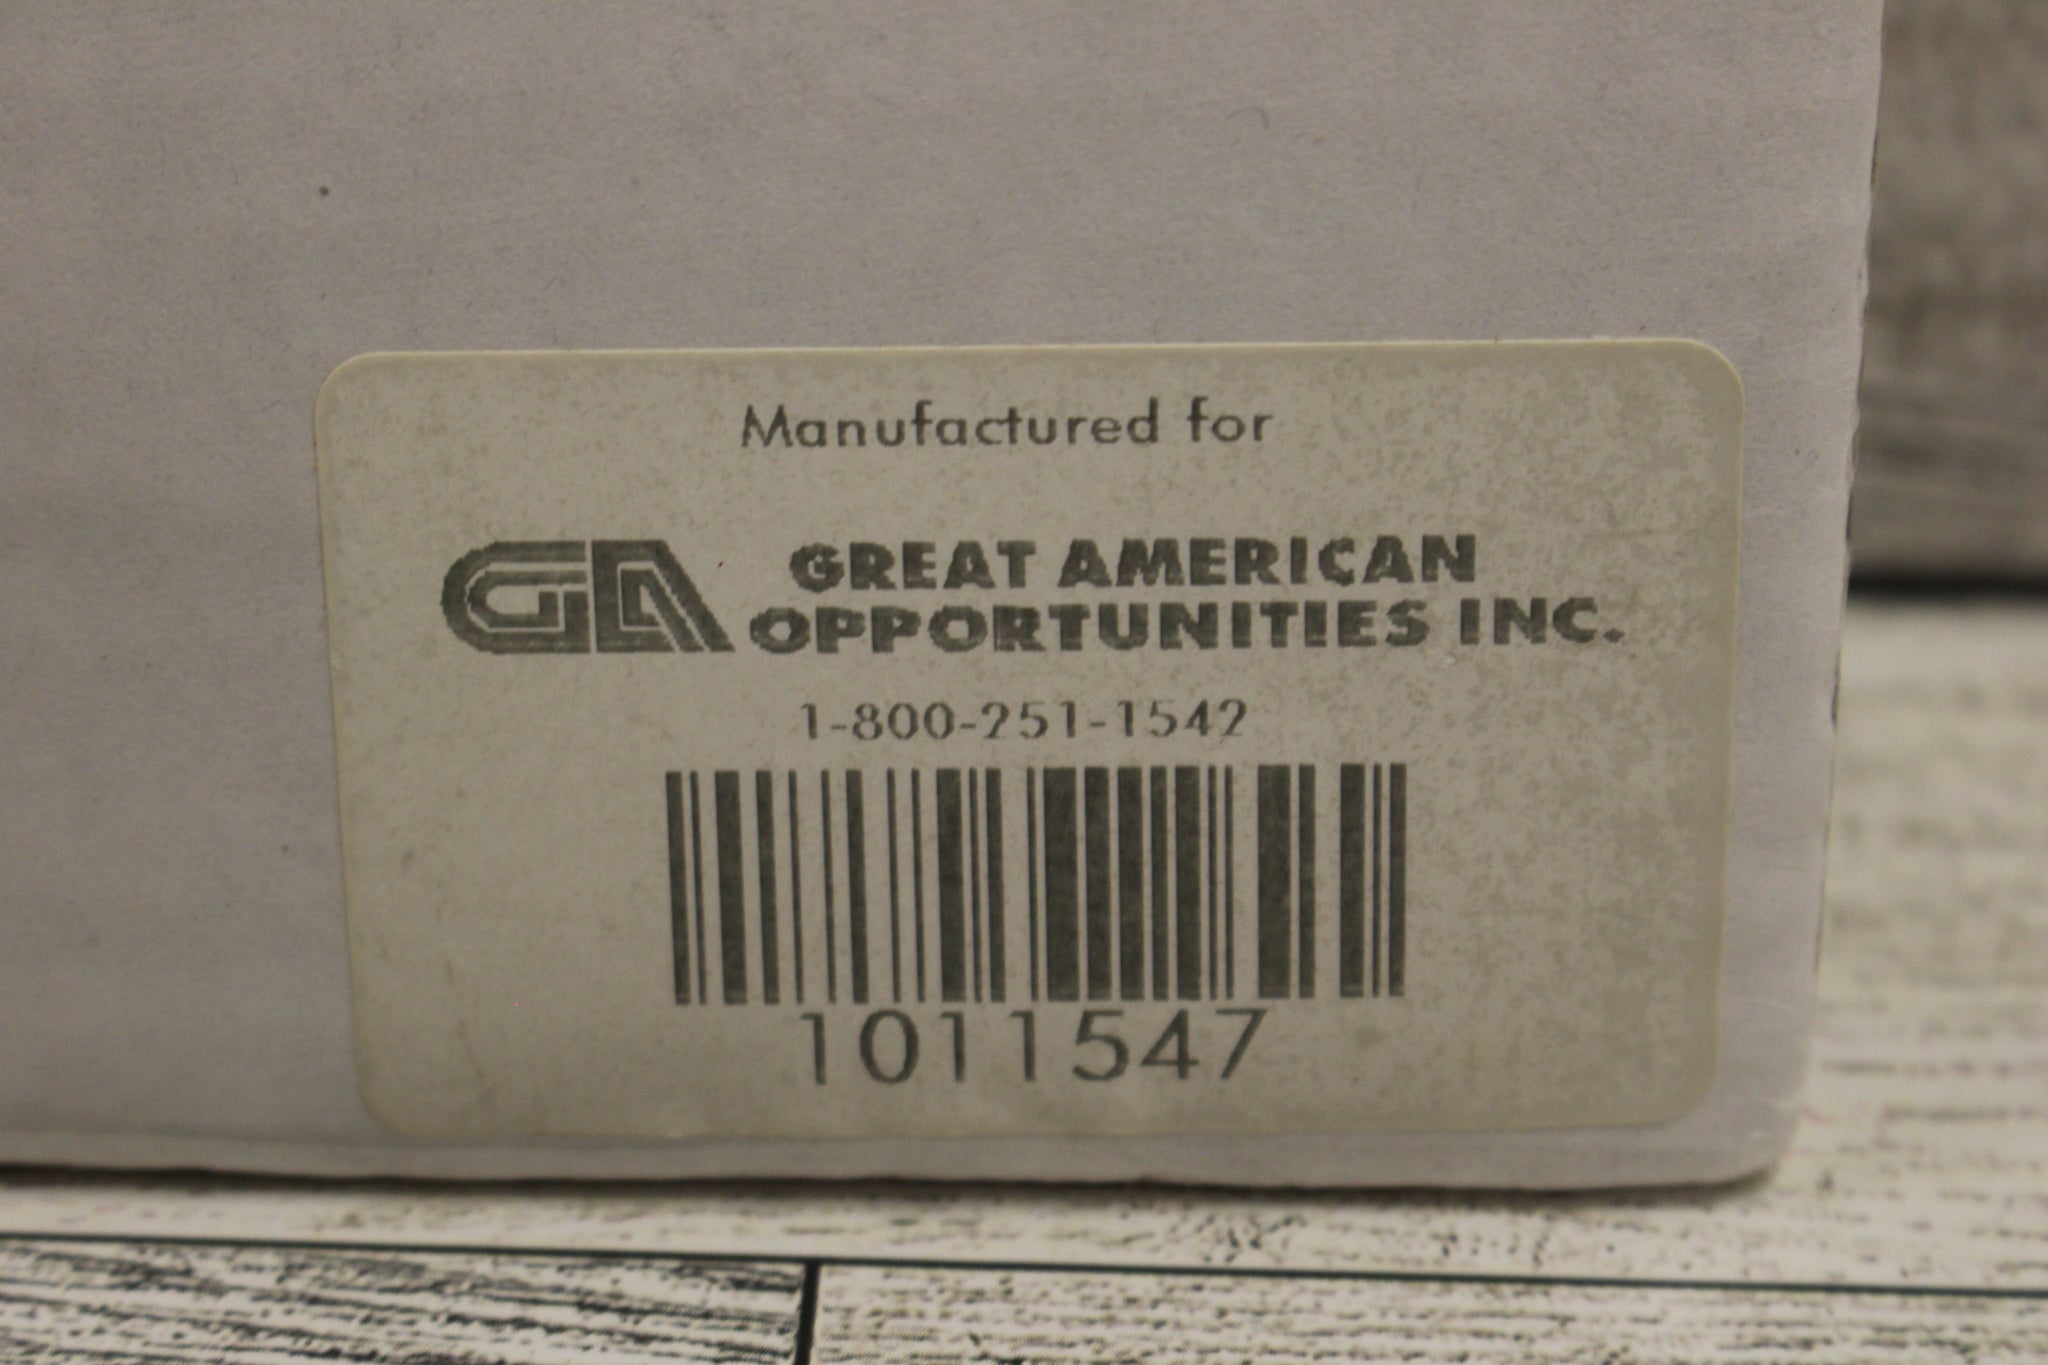 Manufactured for
GA GREAT AMERICAN
OPPORTUNITIES INC.
1-800-251-1542
1011547